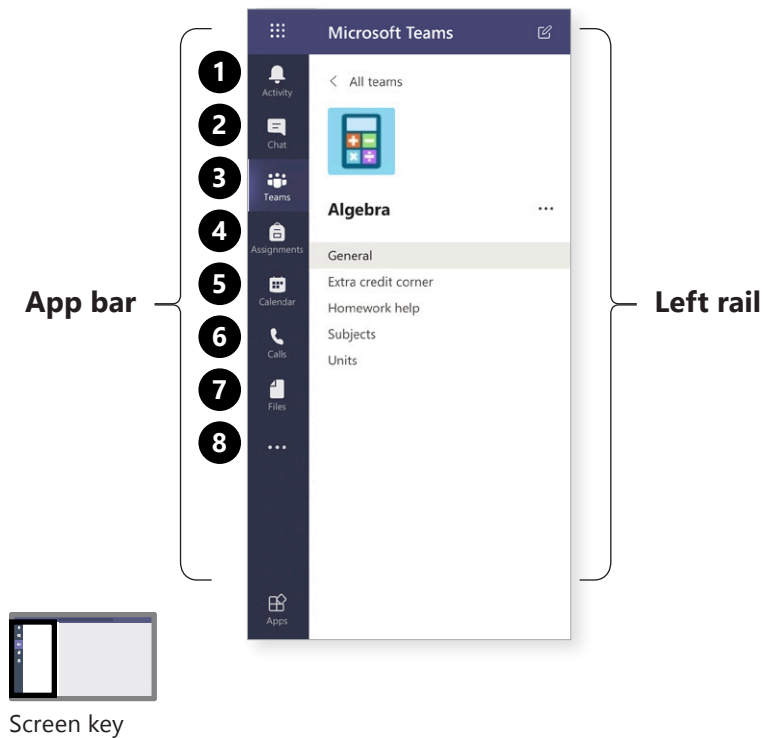 Microsoft Teams
1
Activity
All teams
2
Chat
3
Teams
Algebra
...
4
Assignments
General
5
Calendar
Extra credit corner
App bar
Left rail
Homework help
6
Calls
Subjects
Units
7
Files
8
...
Apps
Screen key